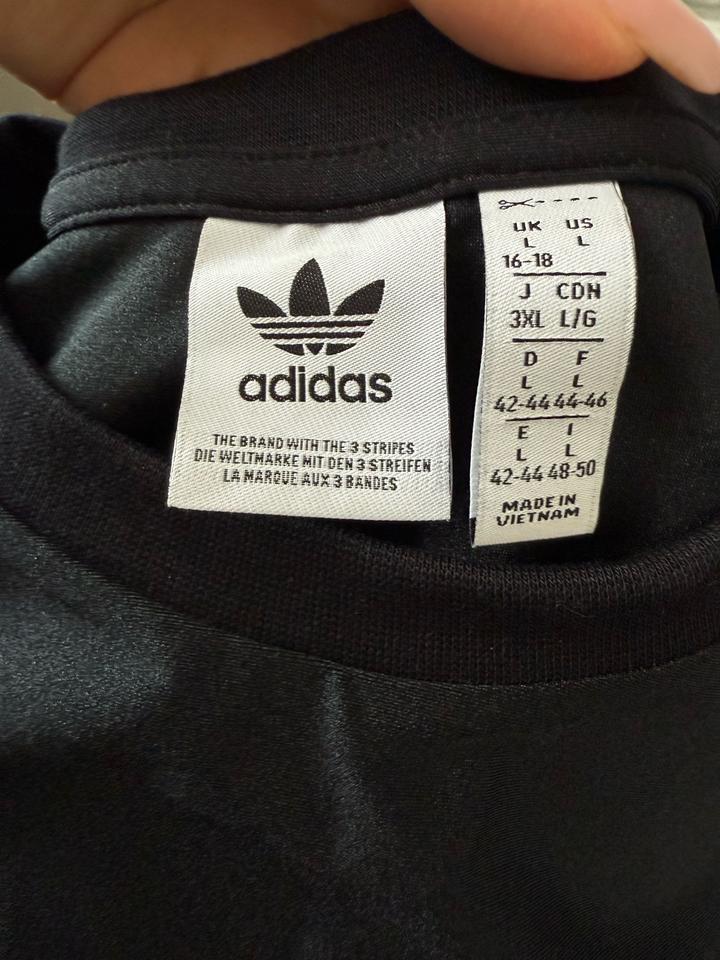 adidas
THE BRAND WITH THE 3 STRIPES
DIE WELTMARKE MIT DEN 3 STREIFEN
LA MARQUE AUX 3 BANDES
UK US
L L
16-18
J CDN
3XL L/G
D F
L L
42-44 44-46
E I
L L
42-44 48-50
MADE IN
VIETNAM